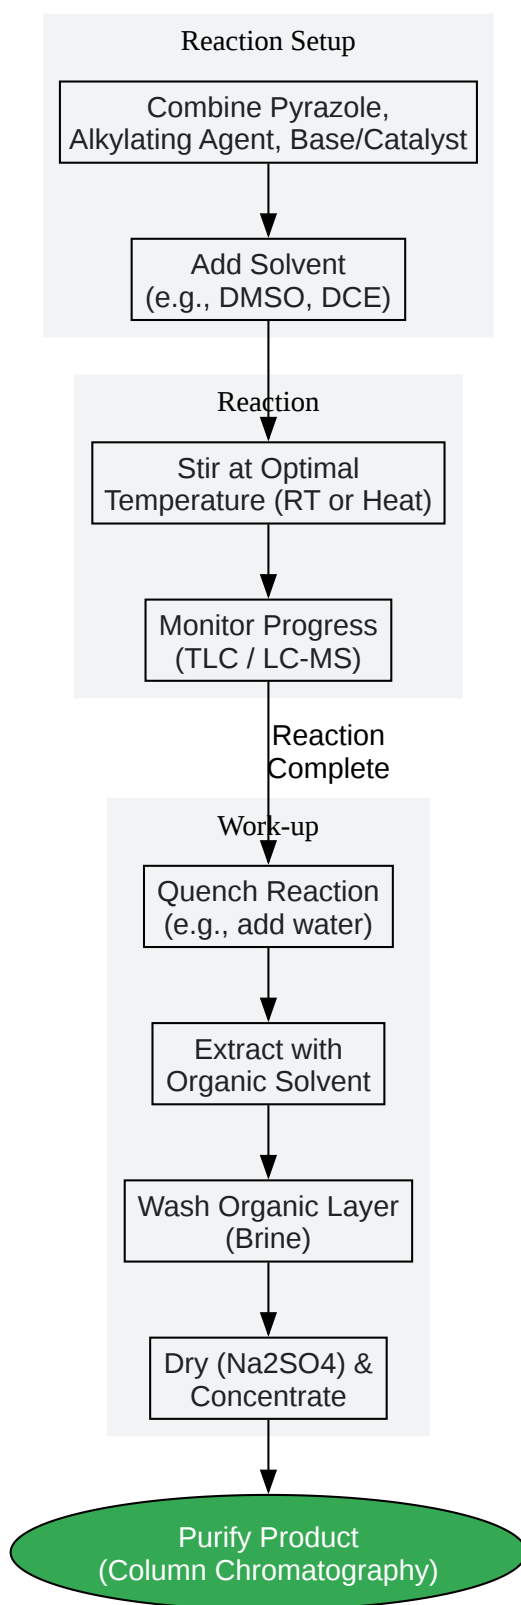 Reaction Setup
Combine Pyrazole,
Alkylating Agent, Base/Catalyst
Add Solvent
(e.g., DMSO, DCE)
Reaction
Stir at Optimal
Temperature (RT or Heat)
Monitor Progress
(TLC / LC-MS)
Reaction
Complete
Work-up
Quench Reaction
(e.g., add water)
Extract with
Organic Solvent
Wash Organic Layer
(Brine)
Dry (Na2SO4) &
Concentrate
Purify Product
(Column Chromatography)